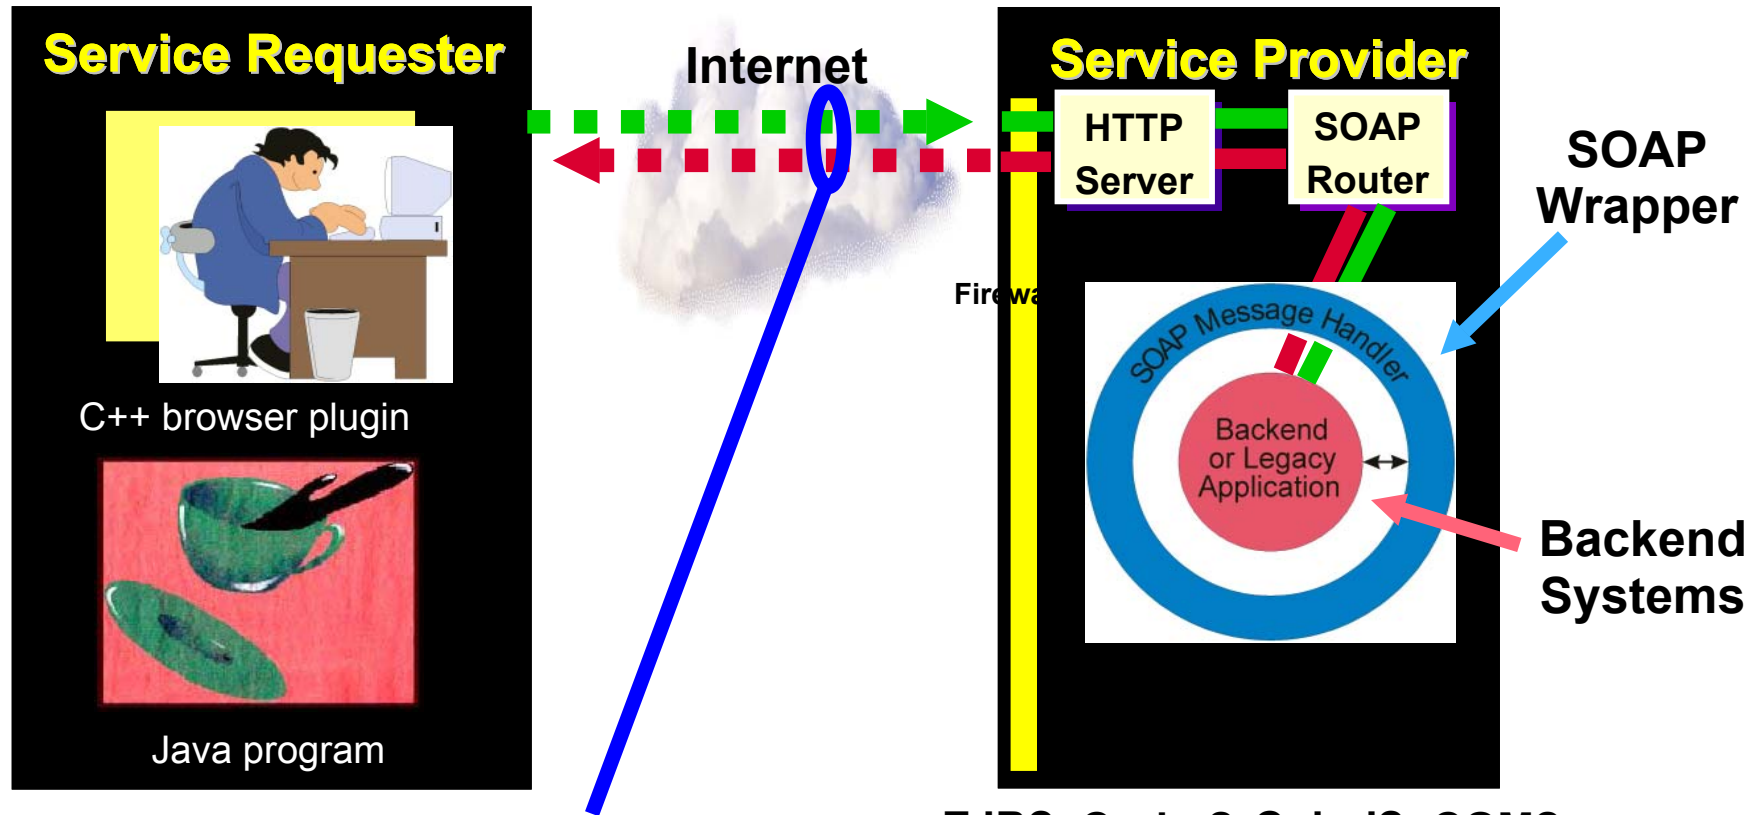 Service Requester
Internet
Service Provider
HTTP
Server
SOAP
Router
SOAP
Wrapper
Firewa
SOAP Message Handler
Backend
or Legacy
Application
C++ browser plugin
Backend
Systems
Java program